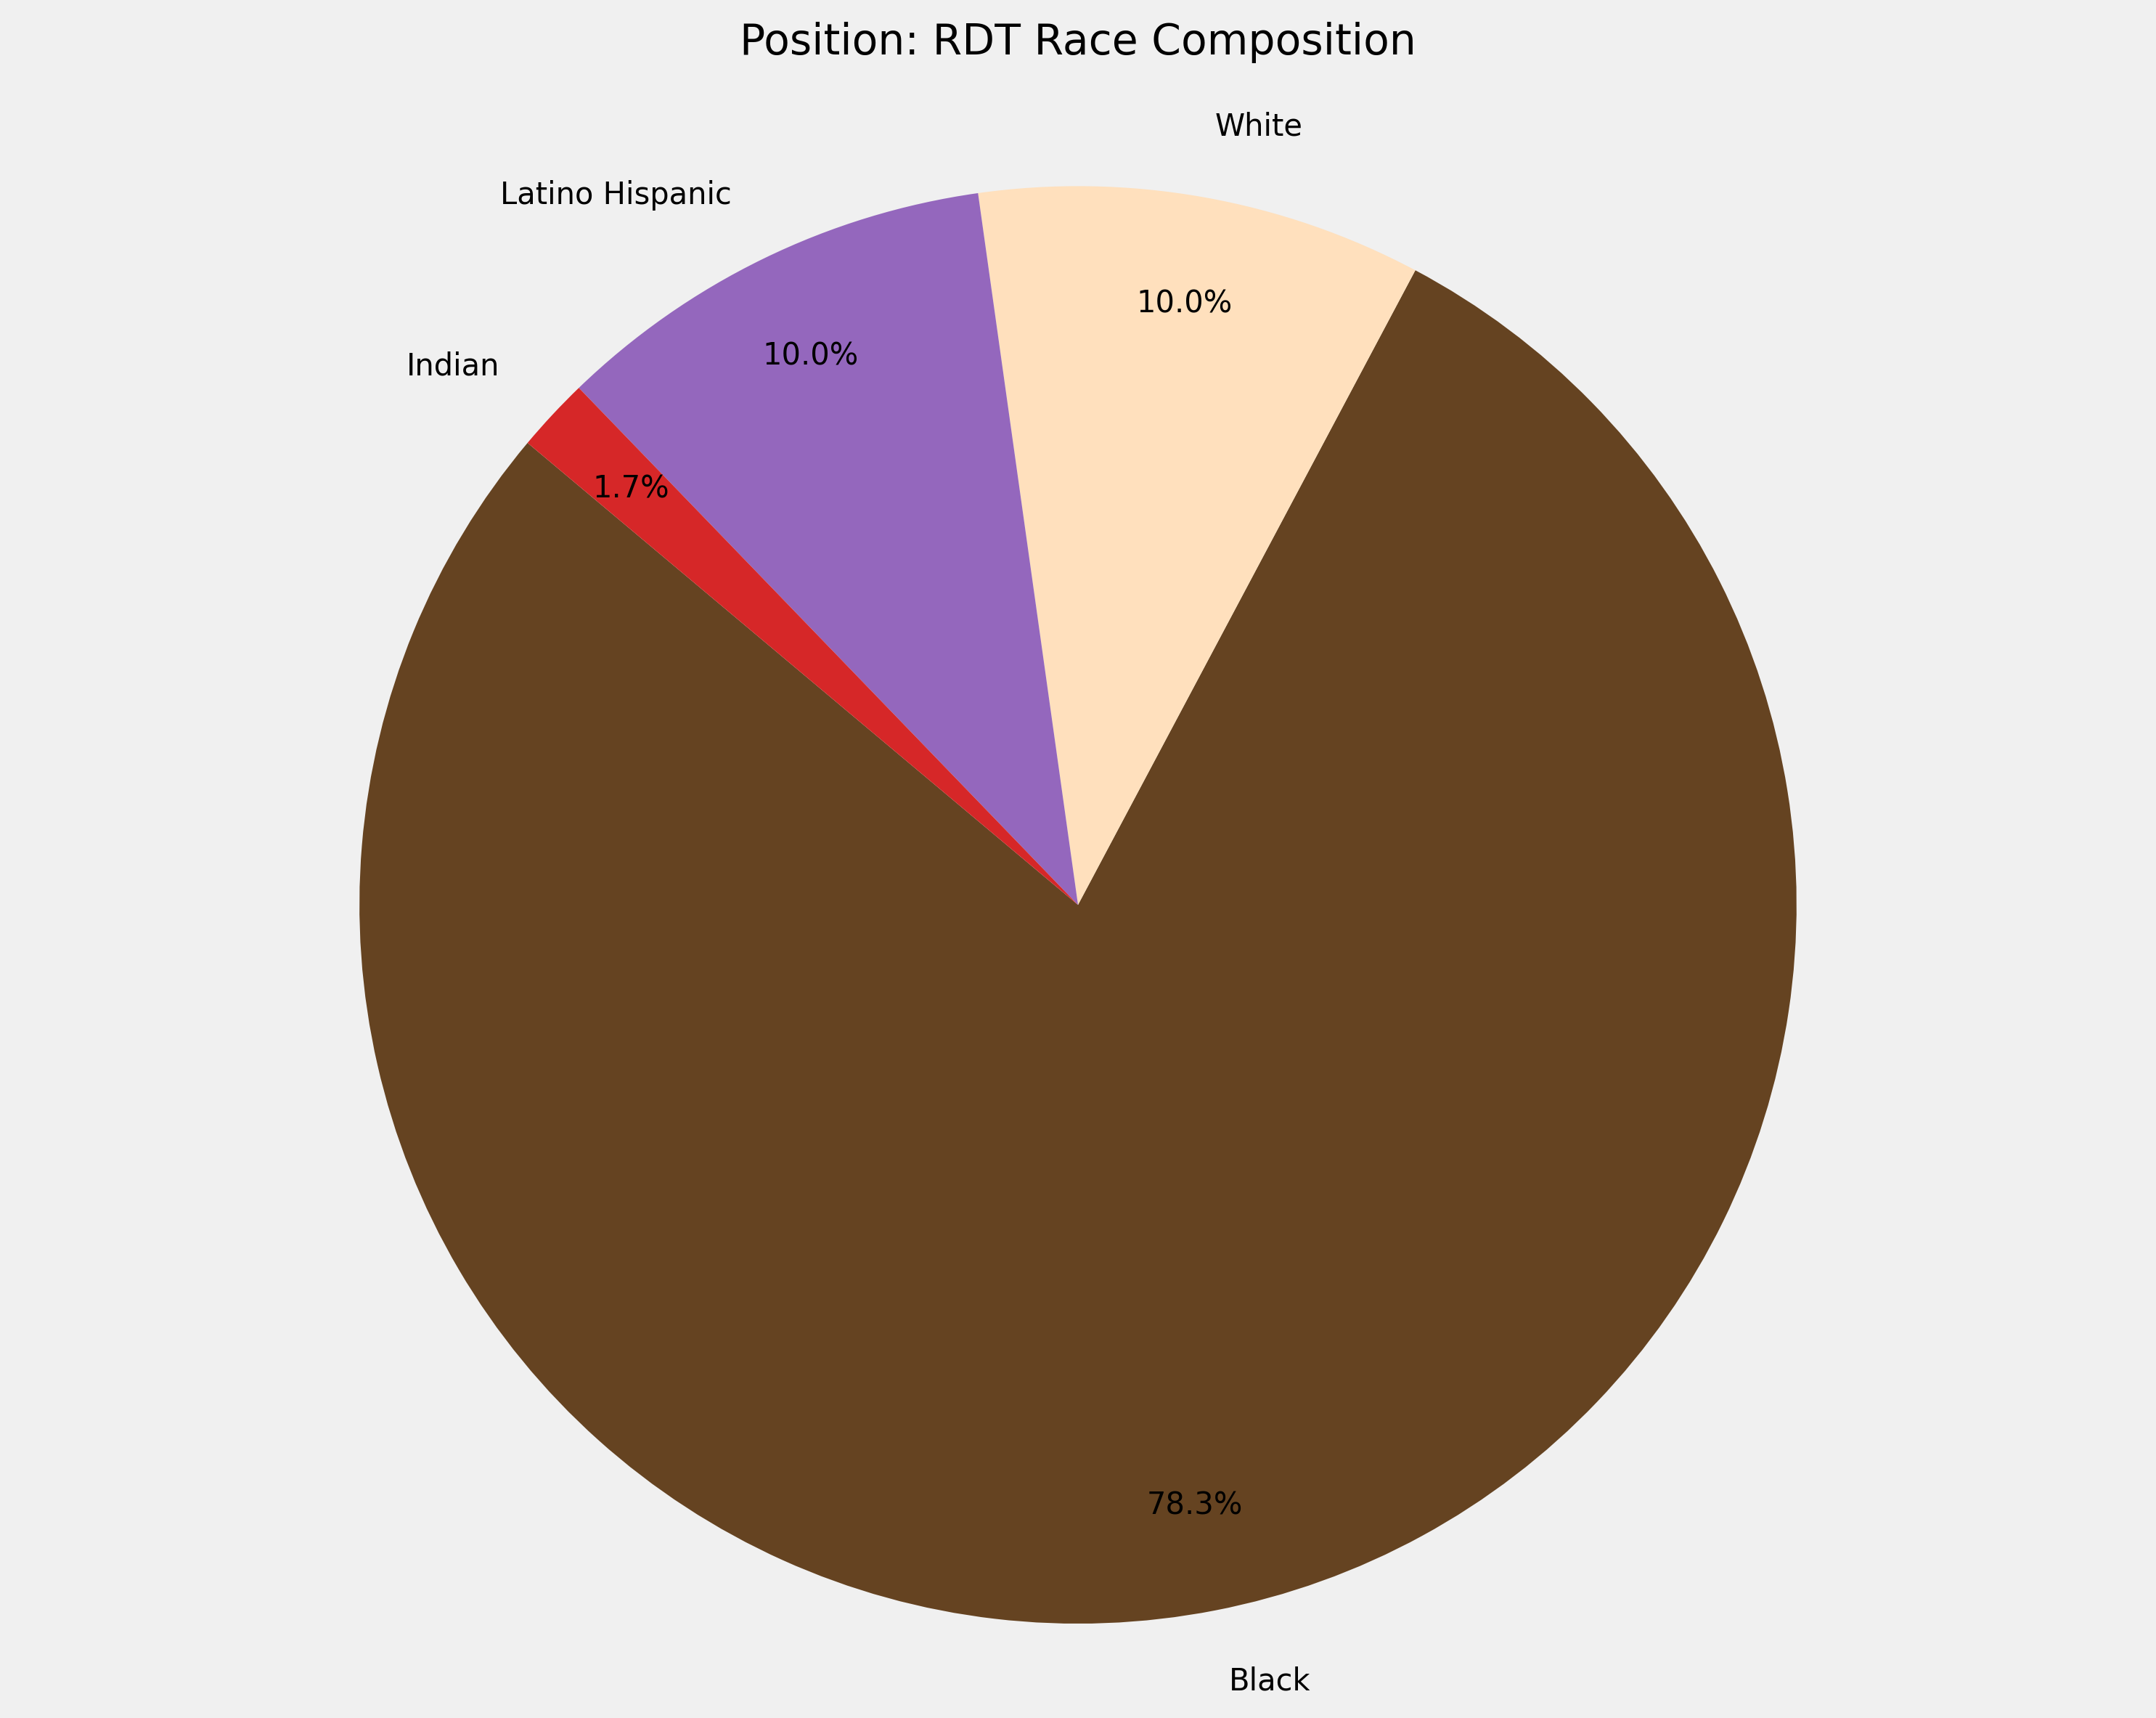 Position: RDT Race Composition
White
Latino Hispanic
10.0%
10.0%
Indian
1.7%
78.3%
Black